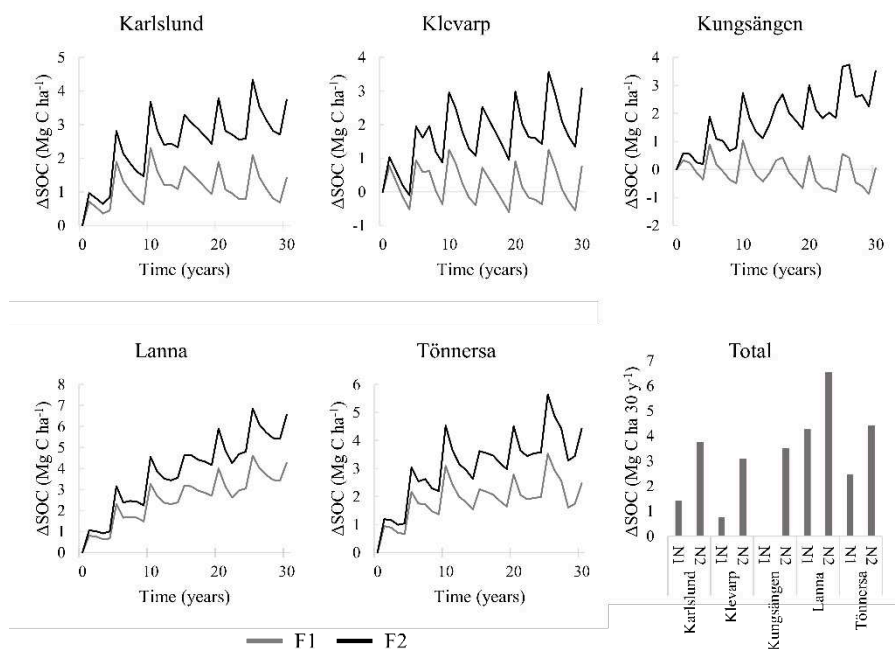 Karlslund
ΔSOC (Mg C ha⁻¹)
5
4
3
2
1
0
0 10 20 30
Time (years)
Klevarp
ΔSOC (Mg C ha⁻¹)
4
3
2
1
0
-1
0 10 20 30
Time (years)
Kungsängen
ΔSOC (Mg C ha⁻¹)
4
3
2
1
0
-1
-2
0 10 20 30
Time (years)
Lanna
ΔSOC (Mg C ha⁻¹)
8
7
6
5
4
3
2
1
0
0 10 20 30
Time (years)
Tönnersa
ΔSOC (Mg C ha⁻¹)
6
5
4
3
2
1
0
0 10 20 30
Time (years)
Total
ΔSOC (Mg C ha 30 y⁻¹)
7
6
5
4
3
2
1
0
N1 N2 N1 N2 N1 N2 N1 N2 N1 N2
Karlslund Klevarp Kungsängen Lanna Tönnersa
F1 F2